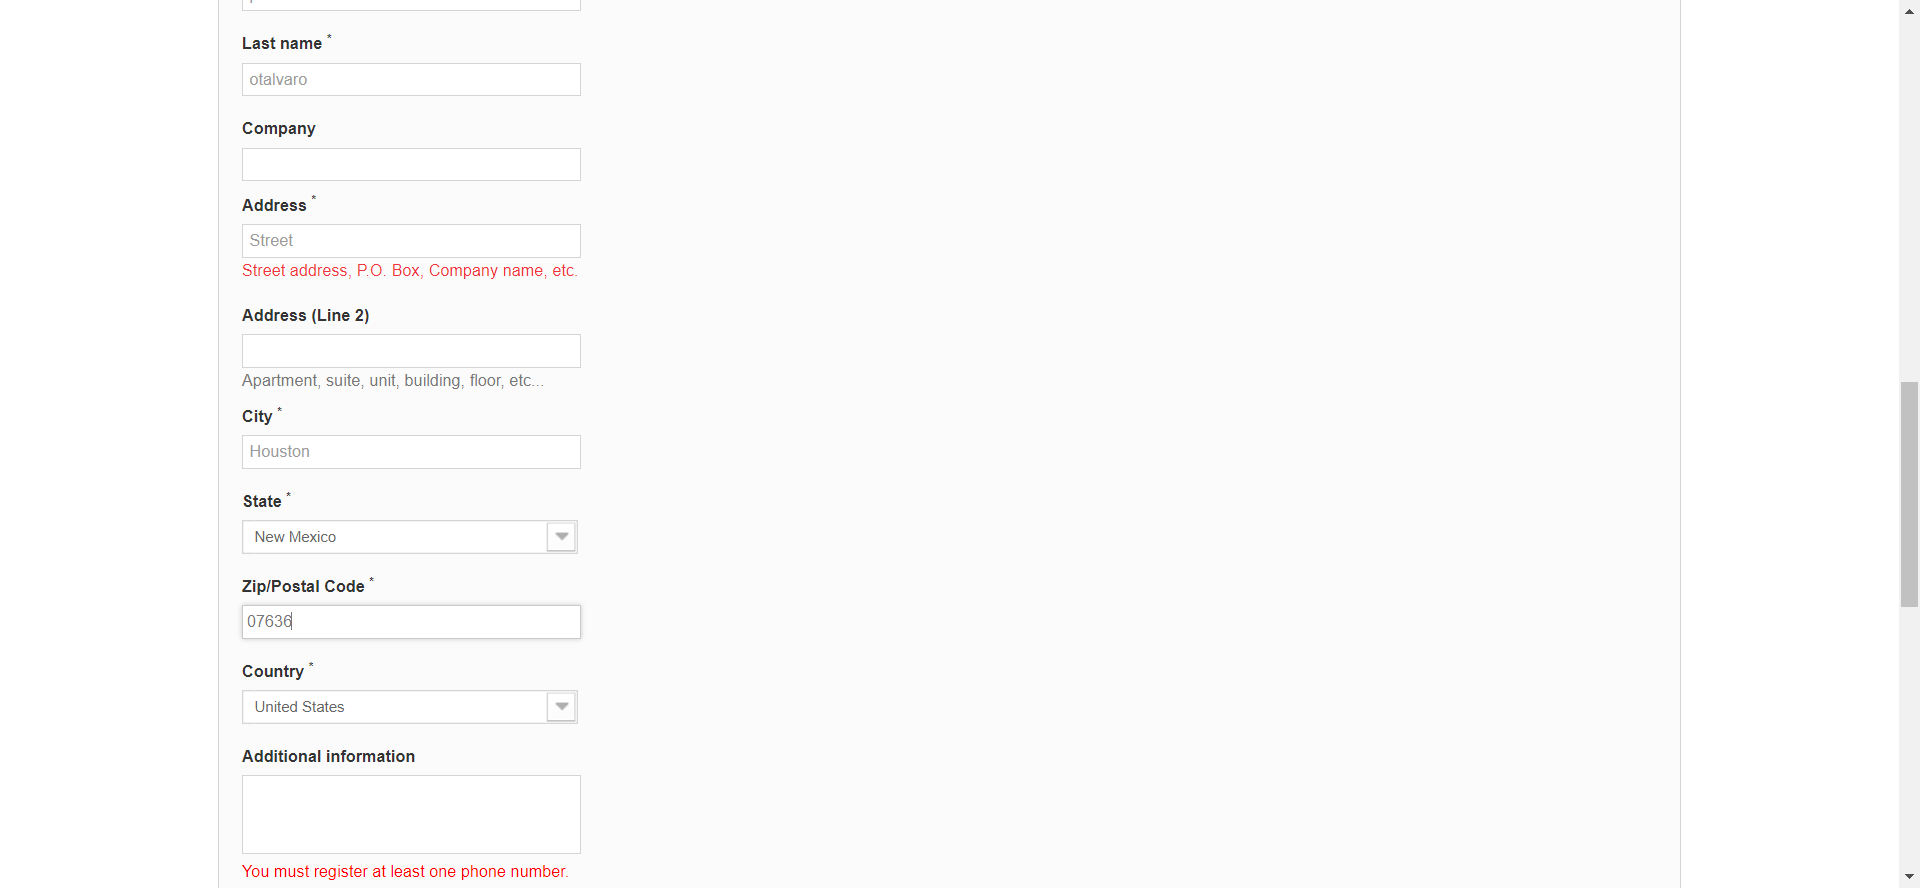 Last name *
otalvaro
Company
Address *
Street
Street address, P.O. Box, Company name, etc.
Address (Line 2)
Apartment, suite, unit, building, floor, etc...
City *
Houston
State *
New Mexico
Zip/Postal Code *
07636
Country *
United States
Additional information
You must register at least one phone number.